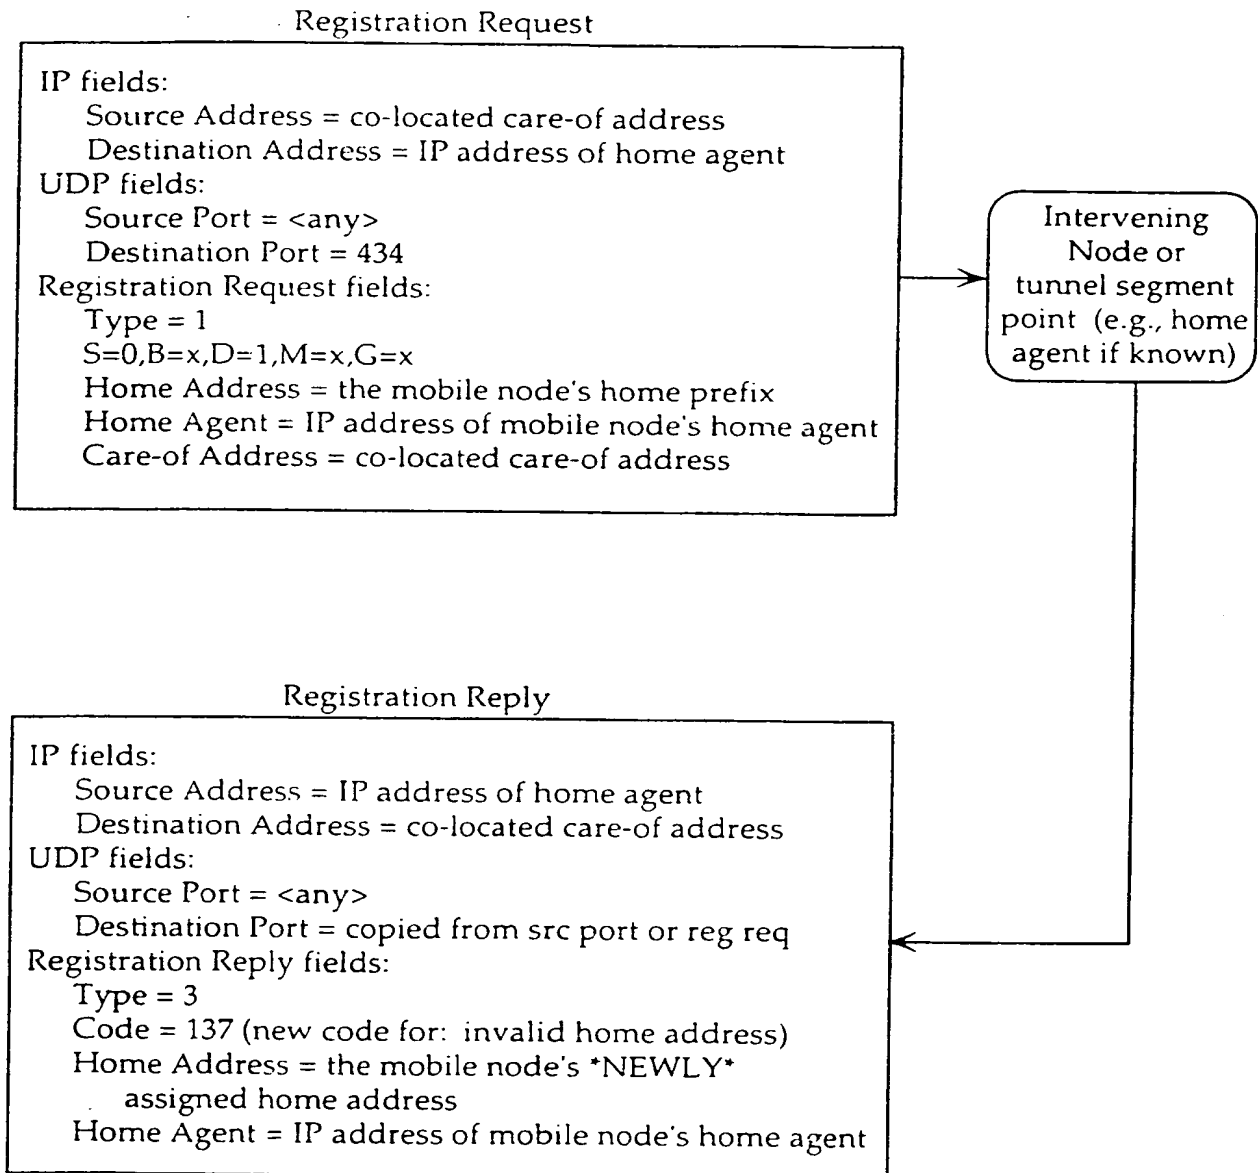 Registration Request
IP fields:
Source Address = co-located care-of address
Destination Address = IP address of home agent
UDP fields:
Source Port = <any>
Destination Port = 434
Registration Request fields:
Type = 1
S=0,B=x,D=1,M=x,G=x
Home Address = the mobile node's home prefix
Home Agent = IP address of mobile node's home agent
Care-of Address = co-located care-of address
Intervening
Node or
tunnel segment
point (e.g., home
agent if known)
Registration Reply
IP fields:
Source Address = IP address of home agent
Destination Address = co-located care-of address
UDP fields:
Source Port = <any>
Destination Port = copied from src port or reg req
Registration Reply fields:
Type = 3
Code = 137 (new code for: invalid home address)
Home Address = the mobile node's *NEWLY*
assigned home address
Home Agent = IP address of mobile node's home agent